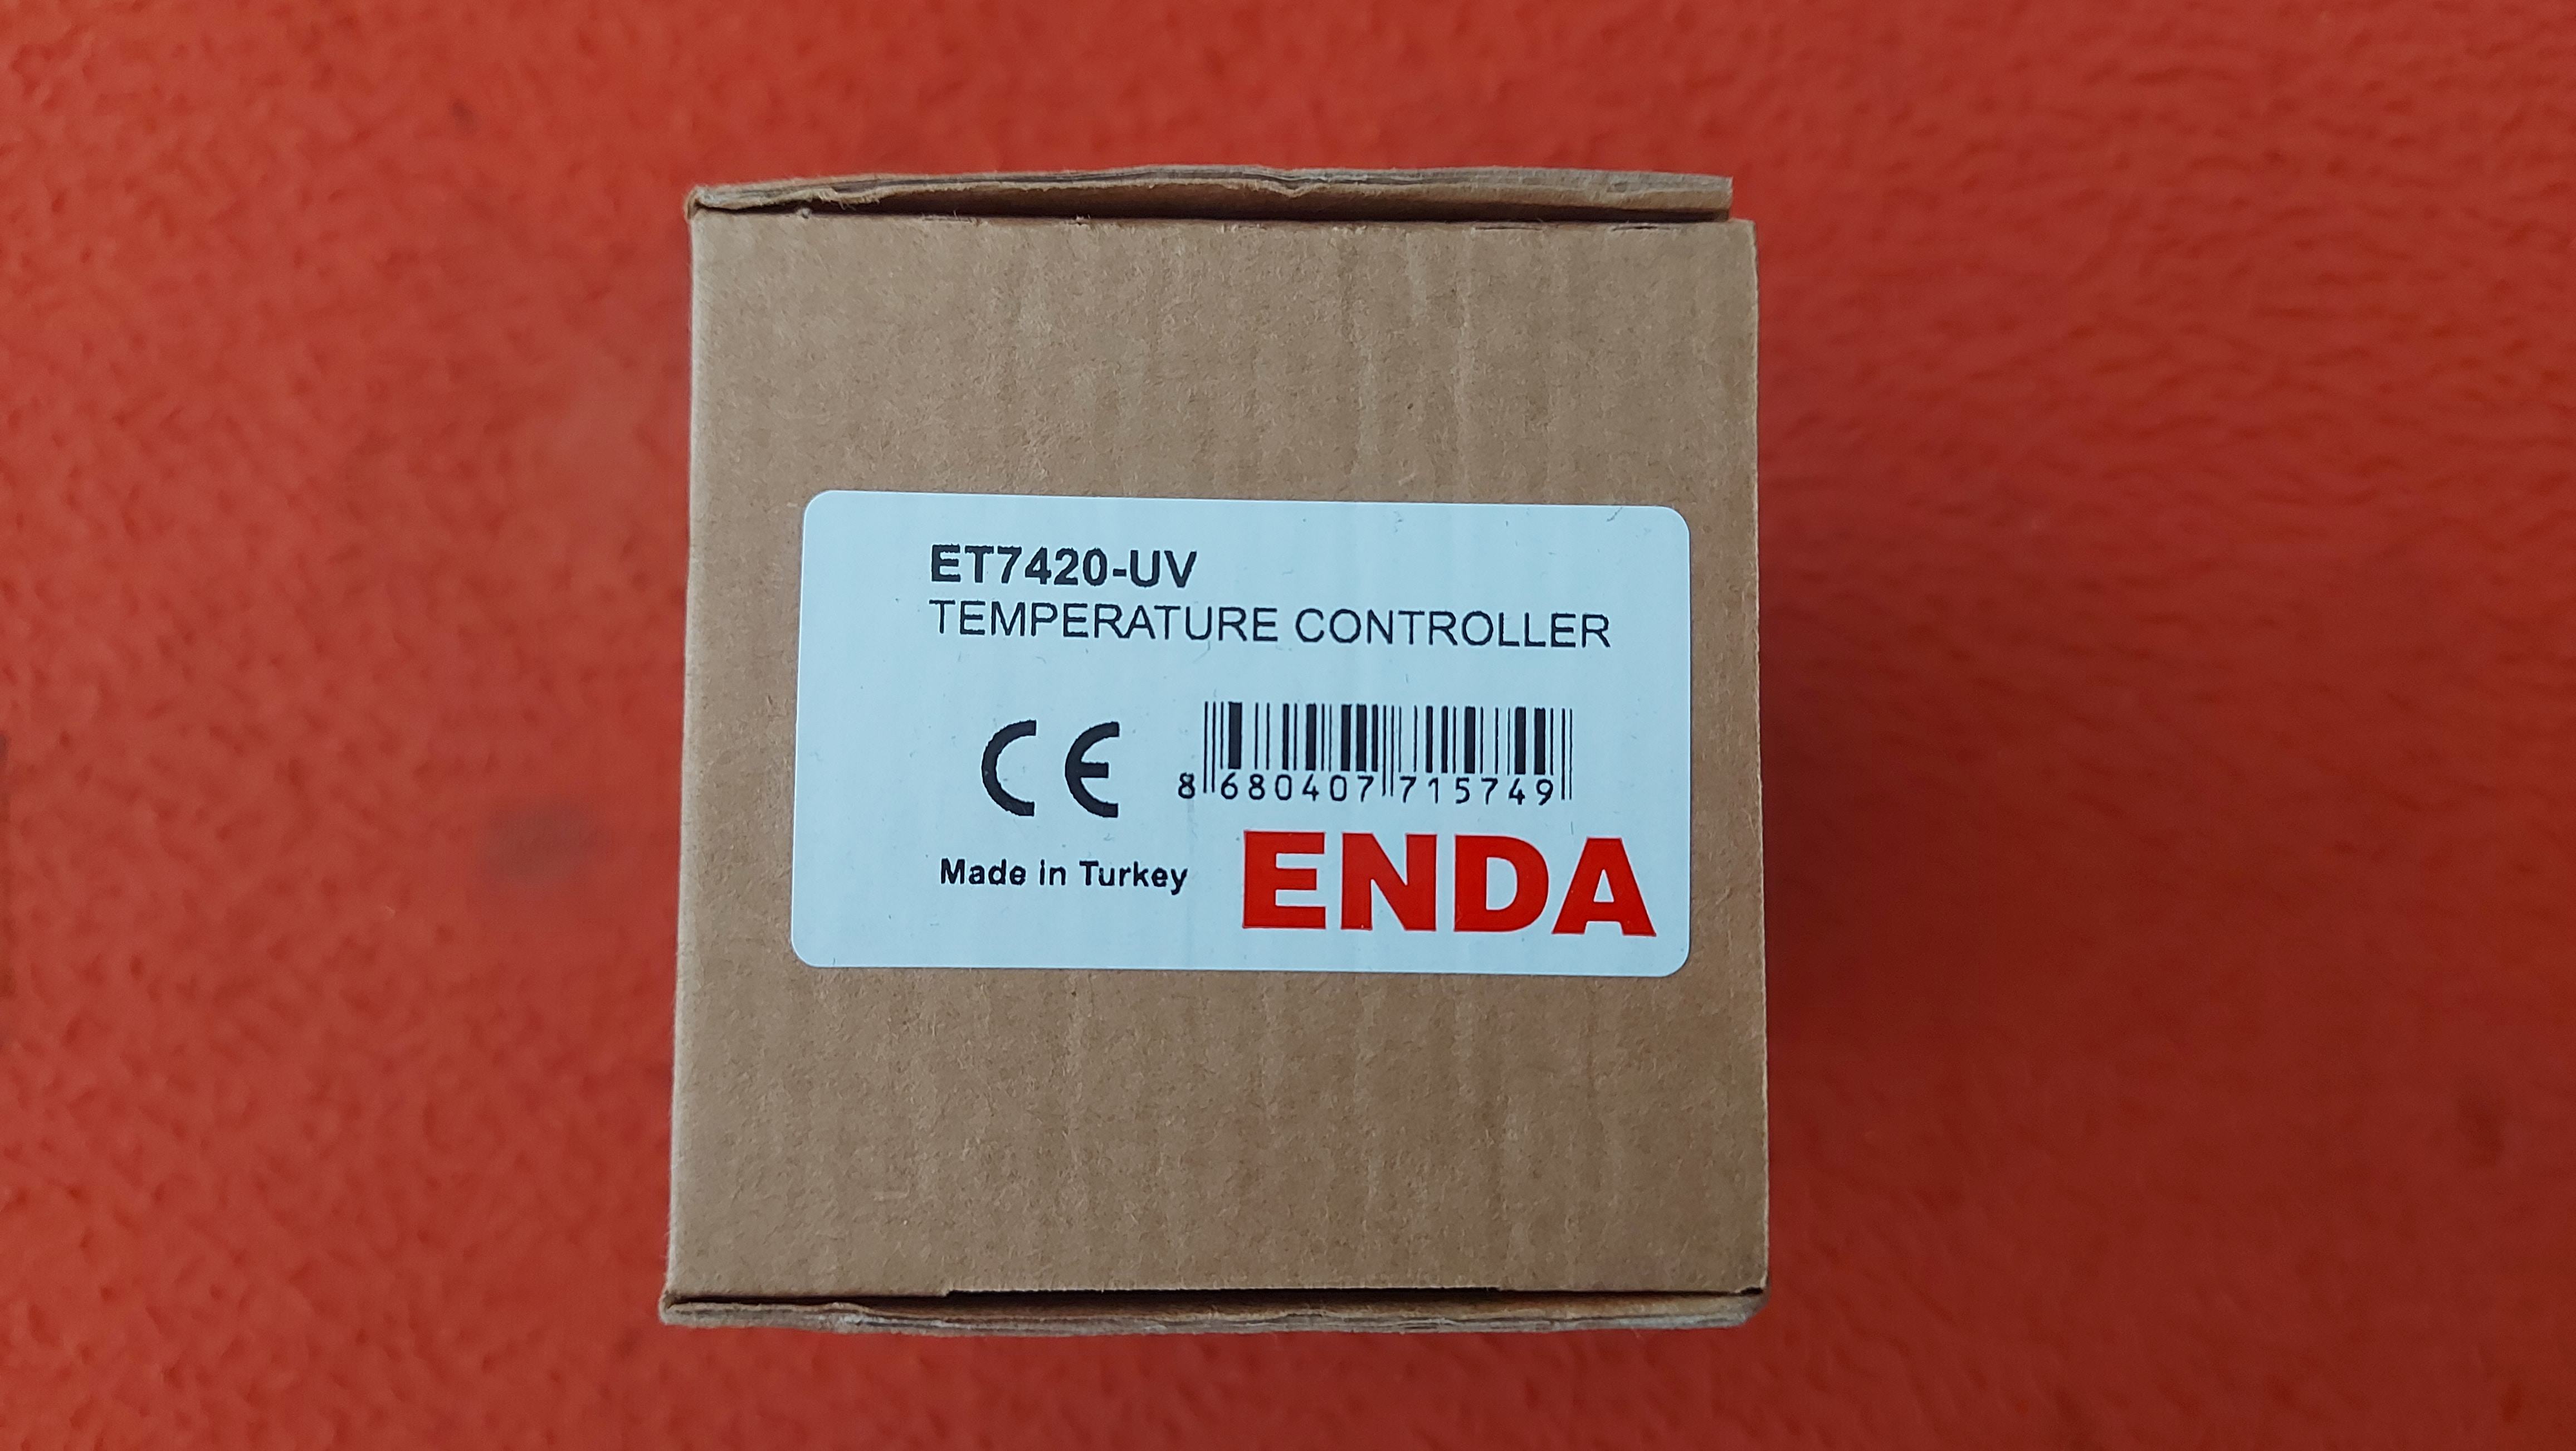 ET7420-UV
TEMPERATURE CONTROLLER
CE
8 680407 715749
Made in Turkey
ENDA